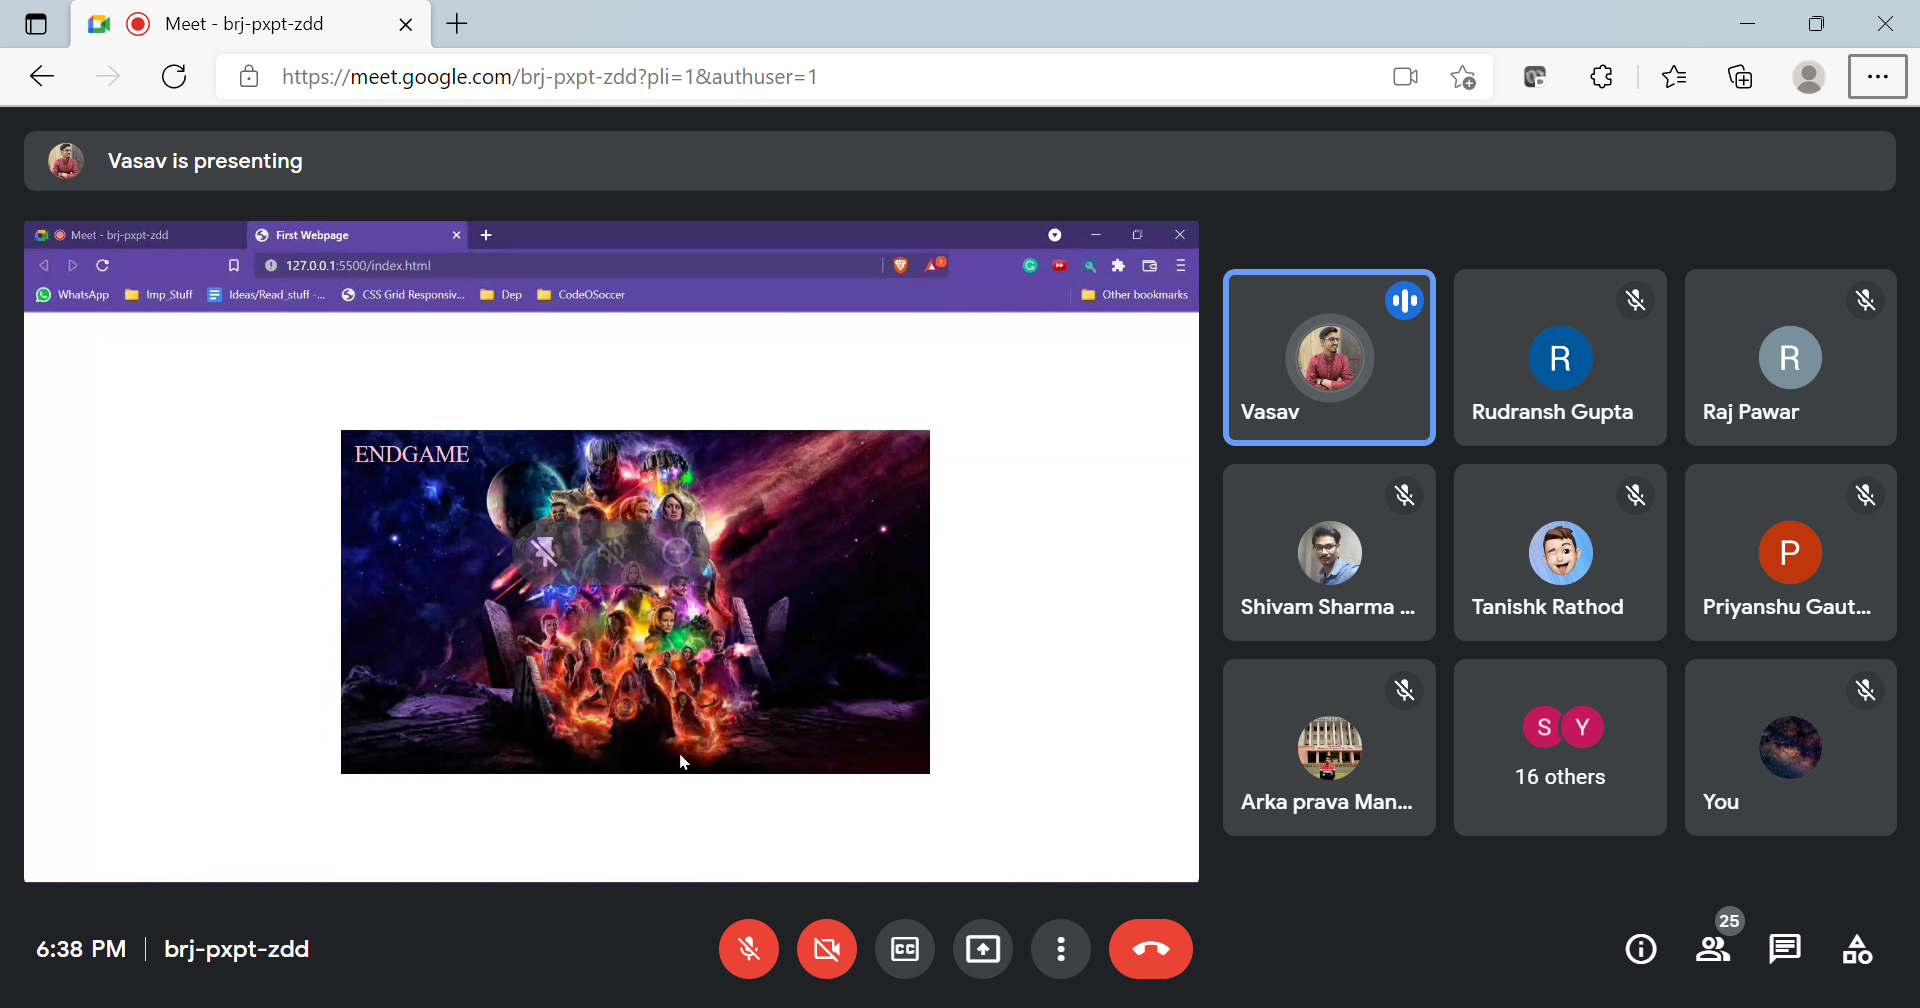 Meet - brj-pxpt-zdd
https://meet.google.com/brj-pxpt-zdd?pli=1&authuser=1
Vasav is presenting
Meet - brj-pxpt-zdd
First Webpage
127.0.0.1:5500/index.html
1
WhatsApp
Imp_Stuff
Ideas/Read_stuff -...
CSS Grid Responsiv...
Dep
CodeOSoccer
Other bookmarks
ENDGAME
Vasav
R
Rudransh Gupta
R
Raj Pawar
Shivam Sharma ...
Tanishk Rathod
P
Priyanshu Gaut...
Arka prava Man...
S Y
16 others
You
6:38 PM
brj-pxpt-zdd
CC
25